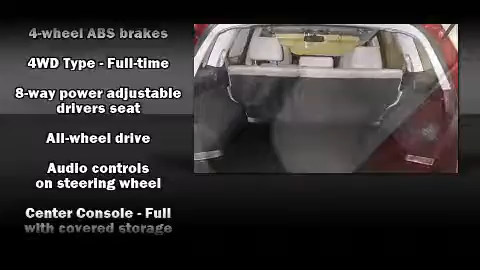 4-wheel ABS brakes
4WD Type - Full-time
8-way power adjustable
drivers seat
All-wheel drive
Audio controls
on steering wheel
Center Console - Full
with covered storage